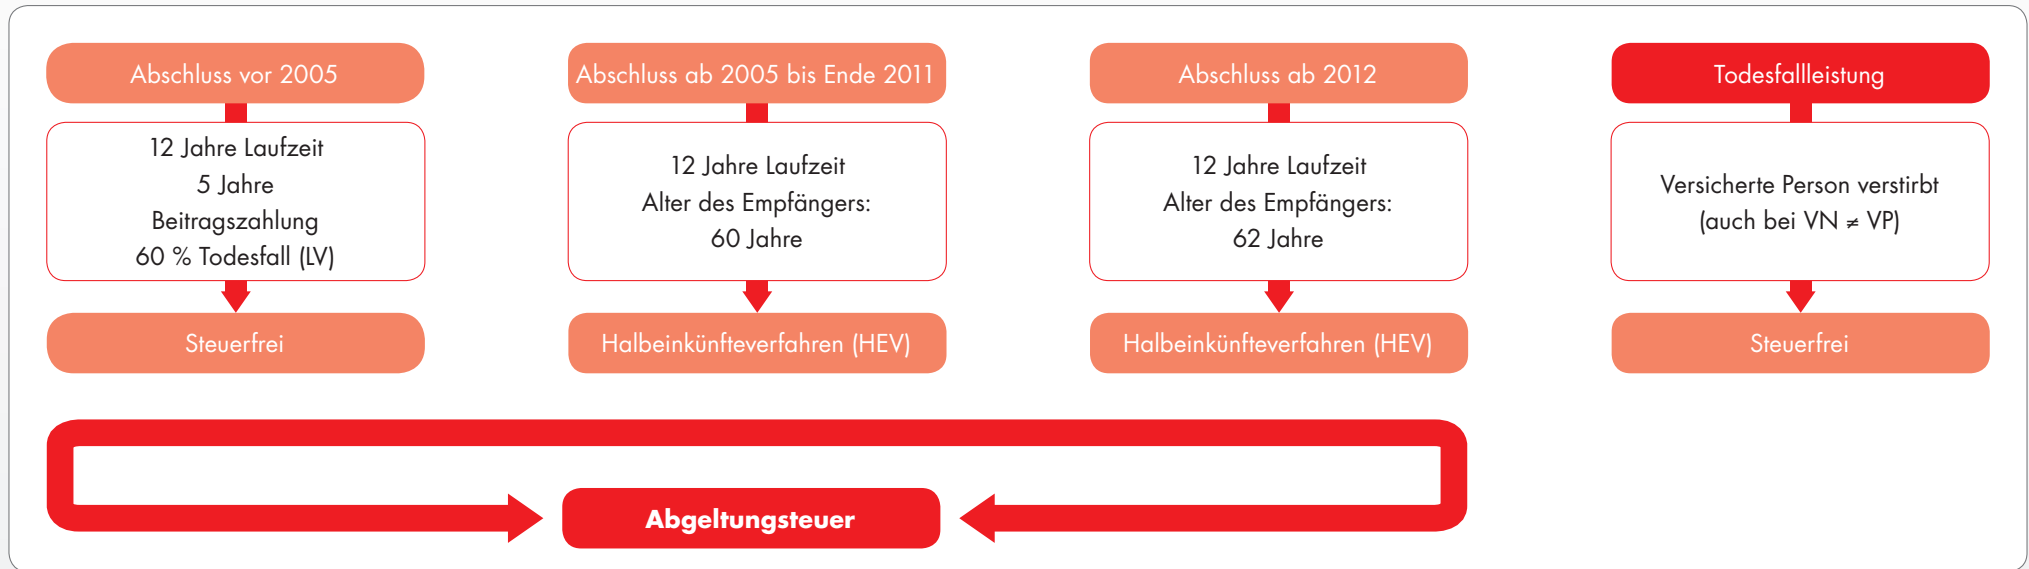 Abschluss vor 2005
12 Jahre Laufzeit
5 Jahre
Beitragszahlung
60 % Todesfall (LV)
Steuerfrei
Abschluss ab 2005 bis Ende 2011
12 Jahre Laufzeit
Alter des Empfängers:
60 Jahre
Halbeinkünfteverfahren (HEV)
Abschluss ab 2012
12 Jahre Laufzeit
Alter des Empfängers:
62 Jahre
Halbeinkünfteverfahren (HEV)
Todesfallleistung
Versicherte Person verstirbt
(auch bei VN ≠ VP)
Steuerfrei
Abgeltungsteuer